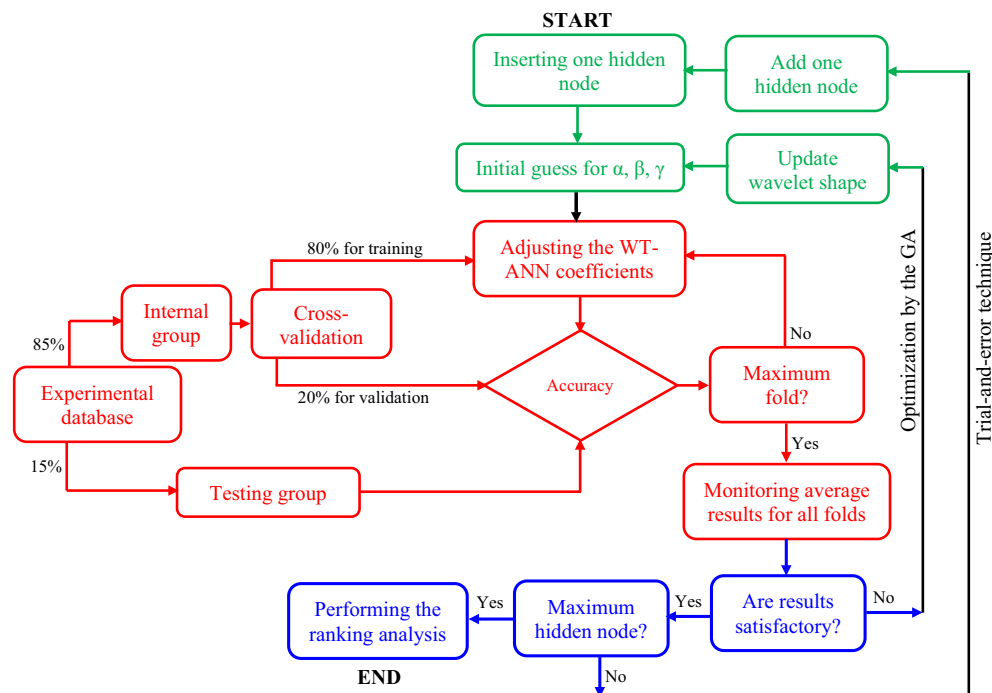 START
Inserting one hidden
node
Add one
hidden node
Initial guess for α, β, γ
Update
wavelet shape
80% for training
Adjusting the WT-
ANN coefficients
Internal
group
Cross-
validation
85%
No
Experimental
database
Accuracy
Maximum
fold?
20% for validation
15%
Yes
Testing group
Monitoring average
results for all folds
Optimization by the GA
Trial-and-error technique
Performing the
ranking analysis
Yes
Maximum
hidden node?
Yes
Are results
satisfactory?
No
END
No